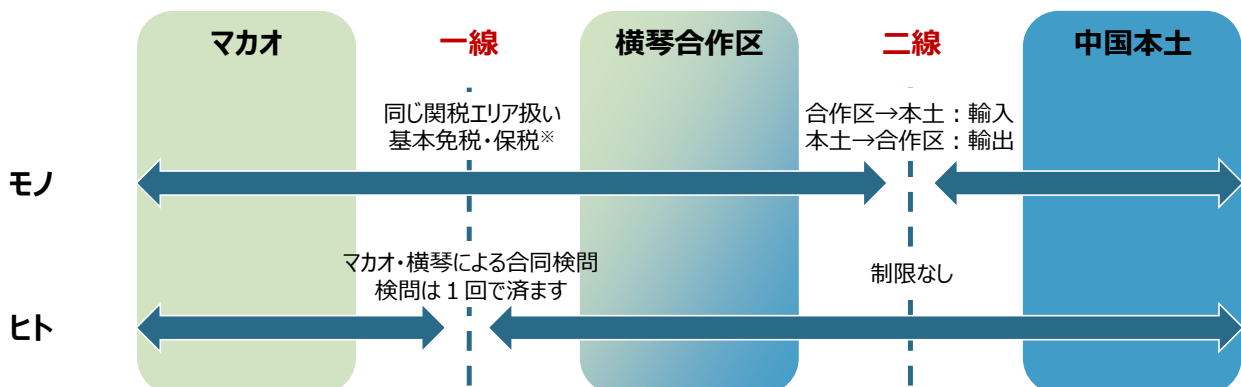 マカオ
一線
横琴合作区
二線
中国本土
同じ関税エリア扱い
基本免税・保税※
合作区→本土：輸入
本土→合作区：輸出
モノ
マカオ・横琴による合同検問
検問は１回で済ます
制限なし
ヒト